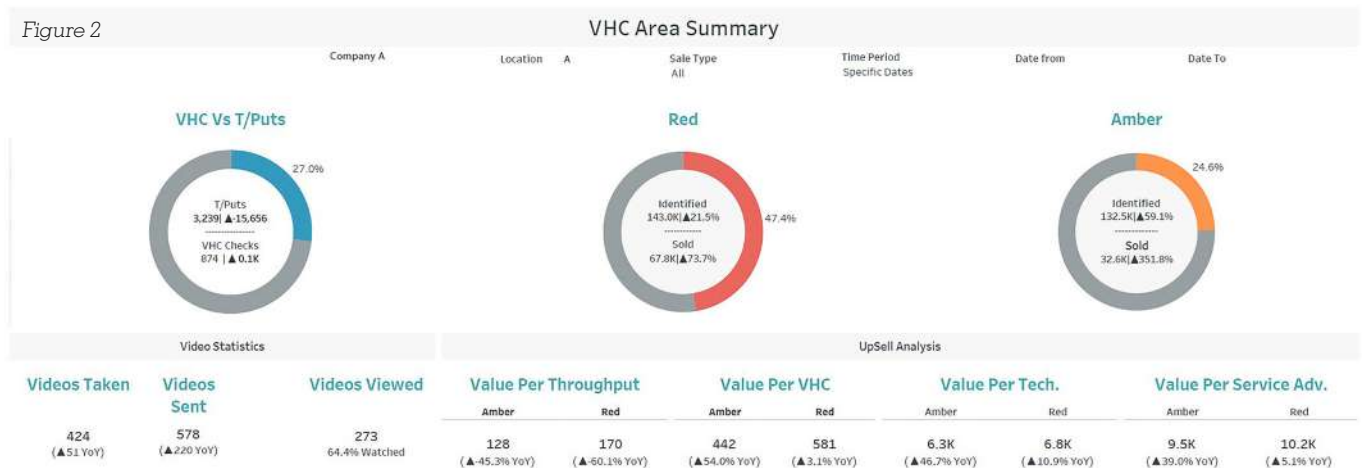 Figure 2
VHC Area Summary
Company A
Location A
Sale Type
All
Time Period
Specific Dates
Date from
Date To
VHC Vs T/Puts
27.0%
T/Puts
3,239| ▲-15,656
------------
VHC Checks
874 | ▲ 0.1K
Red
47.4%
Identified
143.0K|▲21.5%
------------
Sold
67.8K|▲73.7%
Amber
24.6%
Identified
132.5K|▲59.1%
------------
Sold
32.6K|▲351.8%
Video Statistics
UpSell Analysis
Videos Taken
424
(▲51 YoY)
Videos
Sent
578
(▲220 YoY)
Videos Viewed
273
64.4% Watched
Value Per Throughput
Amber Red
128 170
(▲-45.3% YoY) (▲-60.1% YoY)
Value Per VHC
Amber Red
442 581
(▲54.0% YoY) (▲3.1% YoY)
Value Per Tech.
Amber Red
6.3K 6.8K
(▲46.7% YoY) (▲10.9% YoY)
Value Per Service Adv.
Amber Red
9.5K 10.2K
(▲39.0% YoY) (▲5.1% YoY)